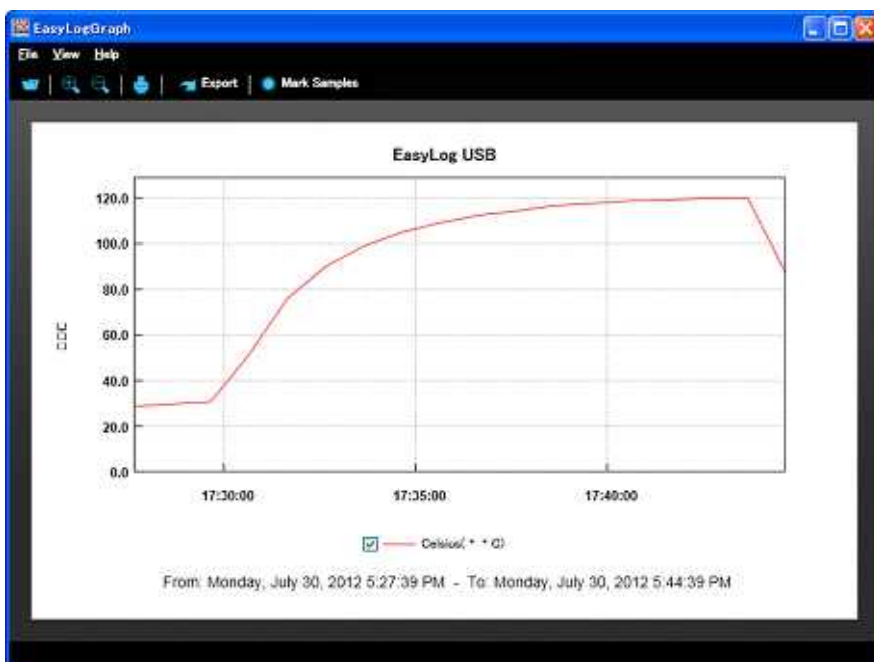 EasyLogGraph
File View Help
Export Mark Samples
EasyLog USB
120.0
100.0
80.0
60.0
40.0
20.0
0.0
□□C
17:30:00 17:35:00 17:40:00
Celsius(* * C)
From: Monday, July 30, 2012 5:27:39 PM - To: Monday, July 30, 2012 5:44:39 PM